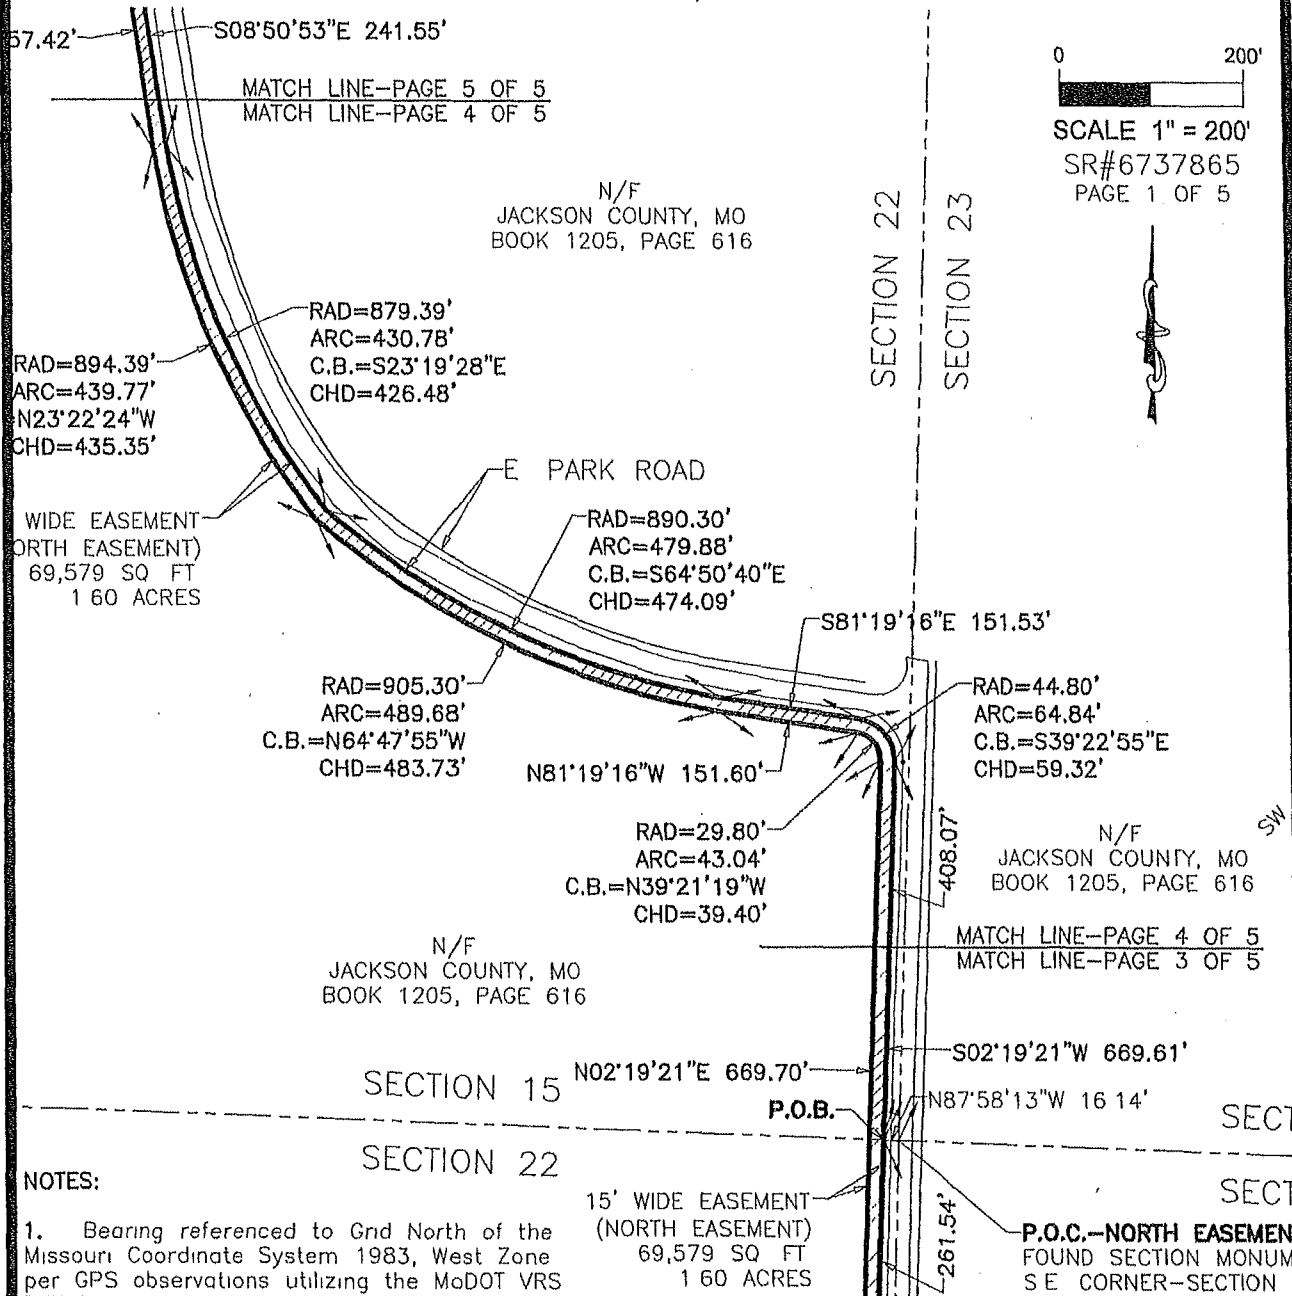 57.42'
S08°50'53"E 241.55'
MATCH LINE-PAGE 5 OF 5
MATCH LINE-PAGE 4 OF 5
0 200'
SCALE 1" = 200'
SR#6737865
PAGE 1 OF 5
N/F
JACKSON COUNTY, MO
BOOK 1205, PAGE 616
SECTION 22
SECTION 23
RAD=879.39'
ARC=430.78'
C.B.=S23°19'28"E
CHD=426.48'
RAD=894.39'
ARC=439.77'
N23°22'24"W
CHD=435.35'
E PARK ROAD
WIDE EASEMENT
ORTH EASEMENT)
69,579 SQ FT
1 60 ACRES
RAD=890.30'
ARC=479.88'
C.B.=S64°50'40"E
CHD=474.09'
S81°19'16"E 151.53'
RAD=905.30'
ARC=489.68'
C.B.=N64°47'55"W
CHD=483.73'
N81°19'16"W 151.60'
RAD=44.80'
ARC=64.84'
C.B.=S39°22'55"E
CHD=59.32'
RAD=29.80'
ARC=43.04'
C.B.=N39°21'19"W
CHD=39.40'
408.07'
SW
N/F
JACKSON COUNTY, MO
BOOK 1205, PAGE 616
MATCH LINE-PAGE 4 OF 5
MATCH LINE-PAGE 3 OF 5
N/F
JACKSON COUNTY, MO
BOOK 1205, PAGE 616
S02°19'21"W 669.61'
N02°19'21"E 669.70'
SECTION 15
P.O.B.
N87°58'13"W 16 14'
SECT
SECTION 22
SECT
NOTES:
1. Bearing referenced to Grid North of the
Missouri Coordinate System 1983, West Zone
per GPS observations utilizing the MoDOT VRS
15' WIDE EASEMENT
(NORTH EASEMENT)
69,579 SQ FT
1 60 ACRES
261.54'
P.O.C.-NORTH EASEMEN
FOUND SECTION MONUM
S E CORNER-SECTION